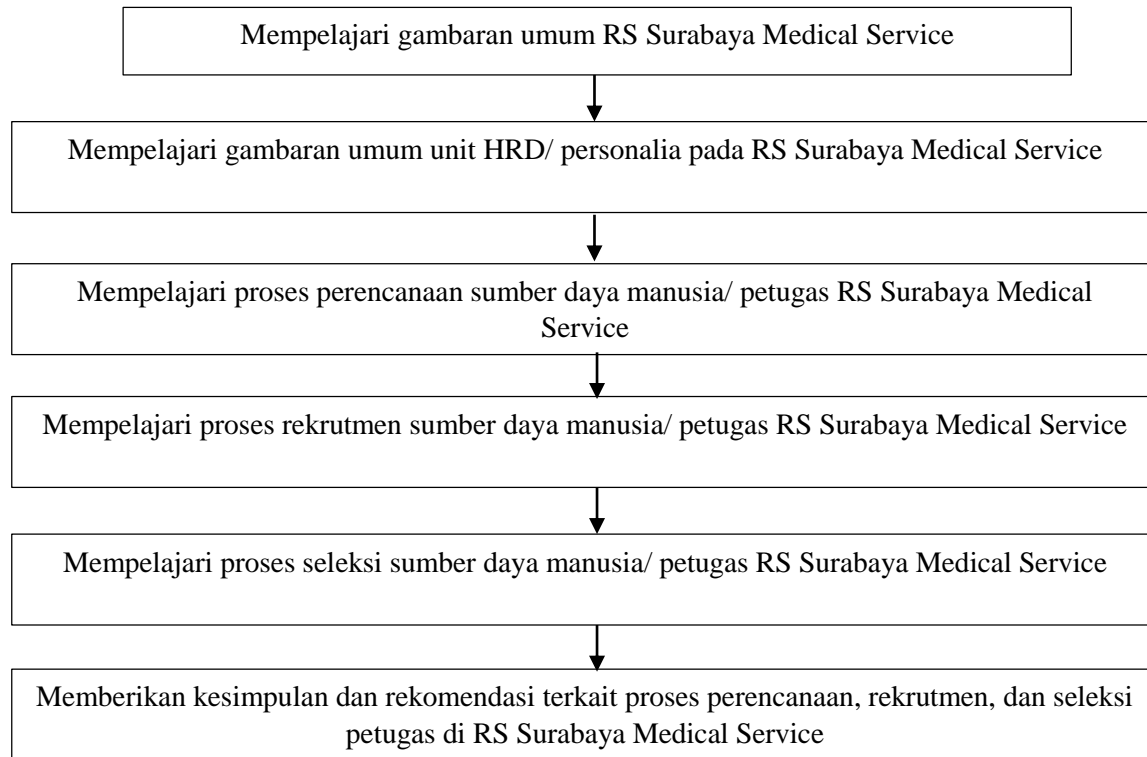 Mempelajari gambaran umum RS Surabaya Medical Service
Mempelajari gambaran umum unit HRD/ personalia pada RS Surabaya Medical Service
Mempelajari proses perencanaan sumber daya manusia/ petugas RS Surabaya Medical
Service
Mempelajari proses rekrutmen sumber daya manusia/ petugas RS Surabaya Medical Service
Mempelajari proses seleksi sumber daya manusia/ petugas RS Surabaya Medical Service
Memberikan kesimpulan dan rekomendasi terkait proses perencanaan, rekrutmen, dan seleksi
petugas di RS Surabaya Medical Service